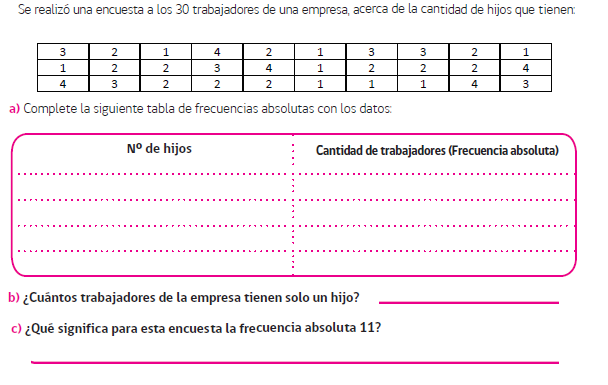 Se realizó una encuesta a los 30 trabajadores de una empresa, acerca de la cantidad de hijos que tienen:
3 2 1 4 2 1 3 3 2 1
1 2 2 3 4 1 2 2 2 4
4 3 2 2 2 1 1 1 4 3
a) Complete la siguiente tabla de frecuencias absolutas con los datos:
Nº de hijos Cantidad de trabajadores (Frecuencia absoluta)
b) ¿Cuántos trabajadores de la empresa tienen solo un hijo?
c) ¿Qué significa para esta encuesta la frecuencia absoluta 11?